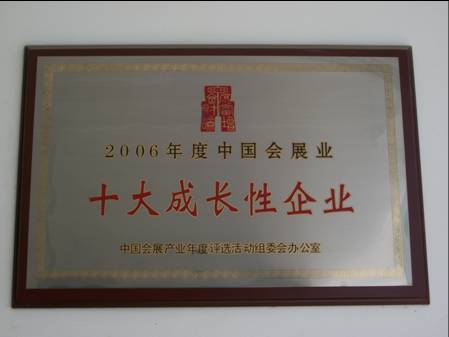 2006年度中国会展业
十大成长性企业
中国会展产业年度评选活动组委会办公室